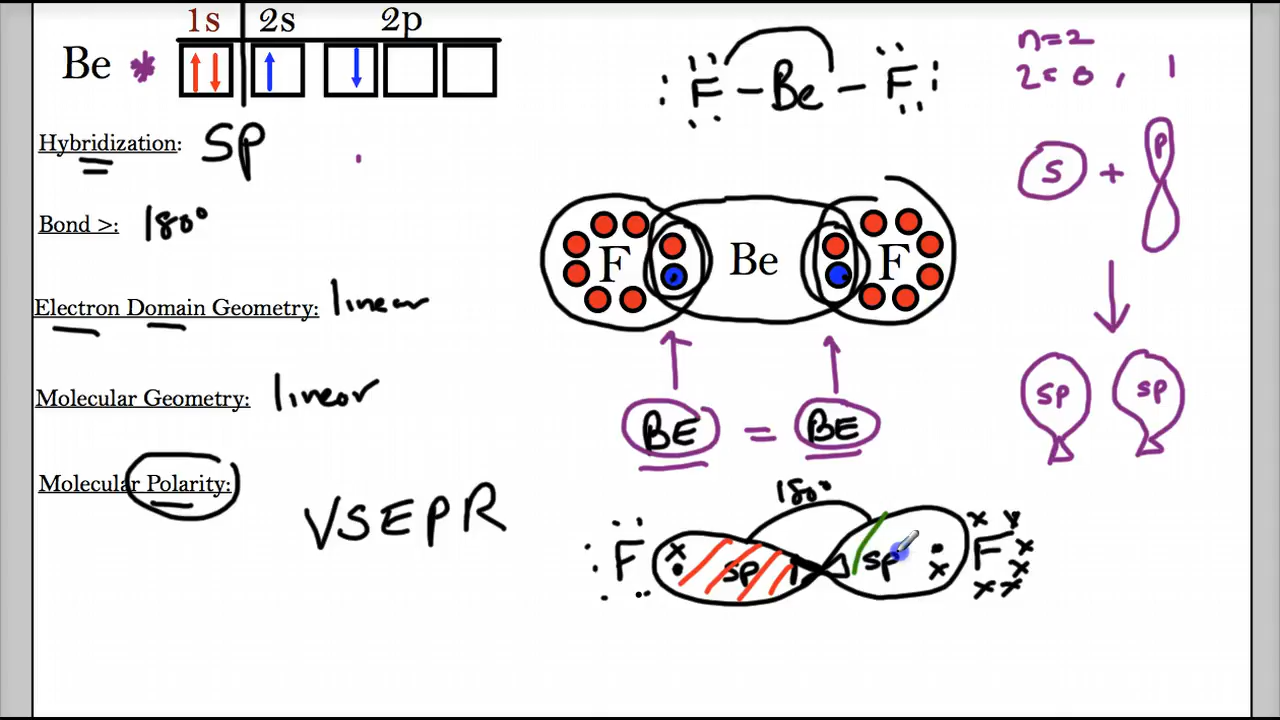 1s 2s 2p
Be *
F – Be – F
n=2
0, 1
Hybridization: SP
S + P
Bond >: 180°
F Be F
Electron Domain Geometry: linear
Molecular Geometry: linear
BE = BE
sp sp
Molecular Polarity:
VSEPR
180°
F sp sp F